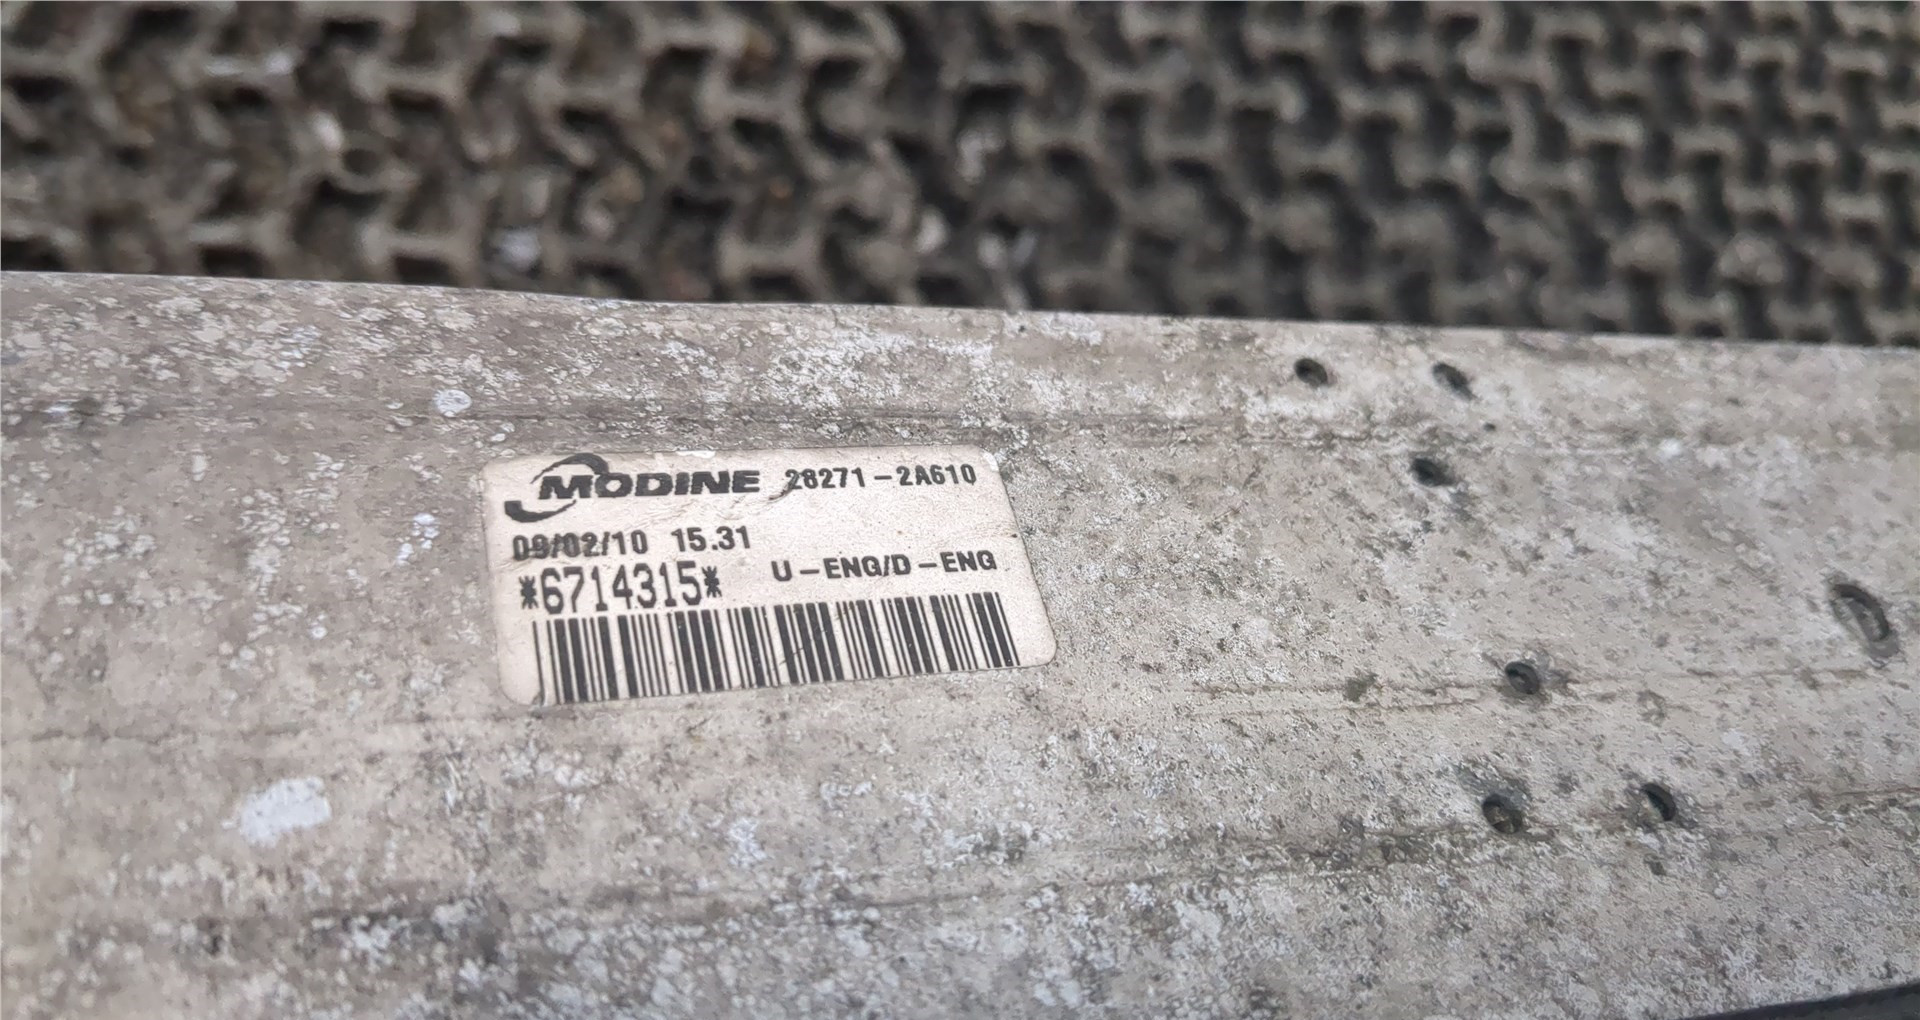 MODINE 28271-2A610
09/02/10 15.31
*6714315* U-ENG/D-ENG